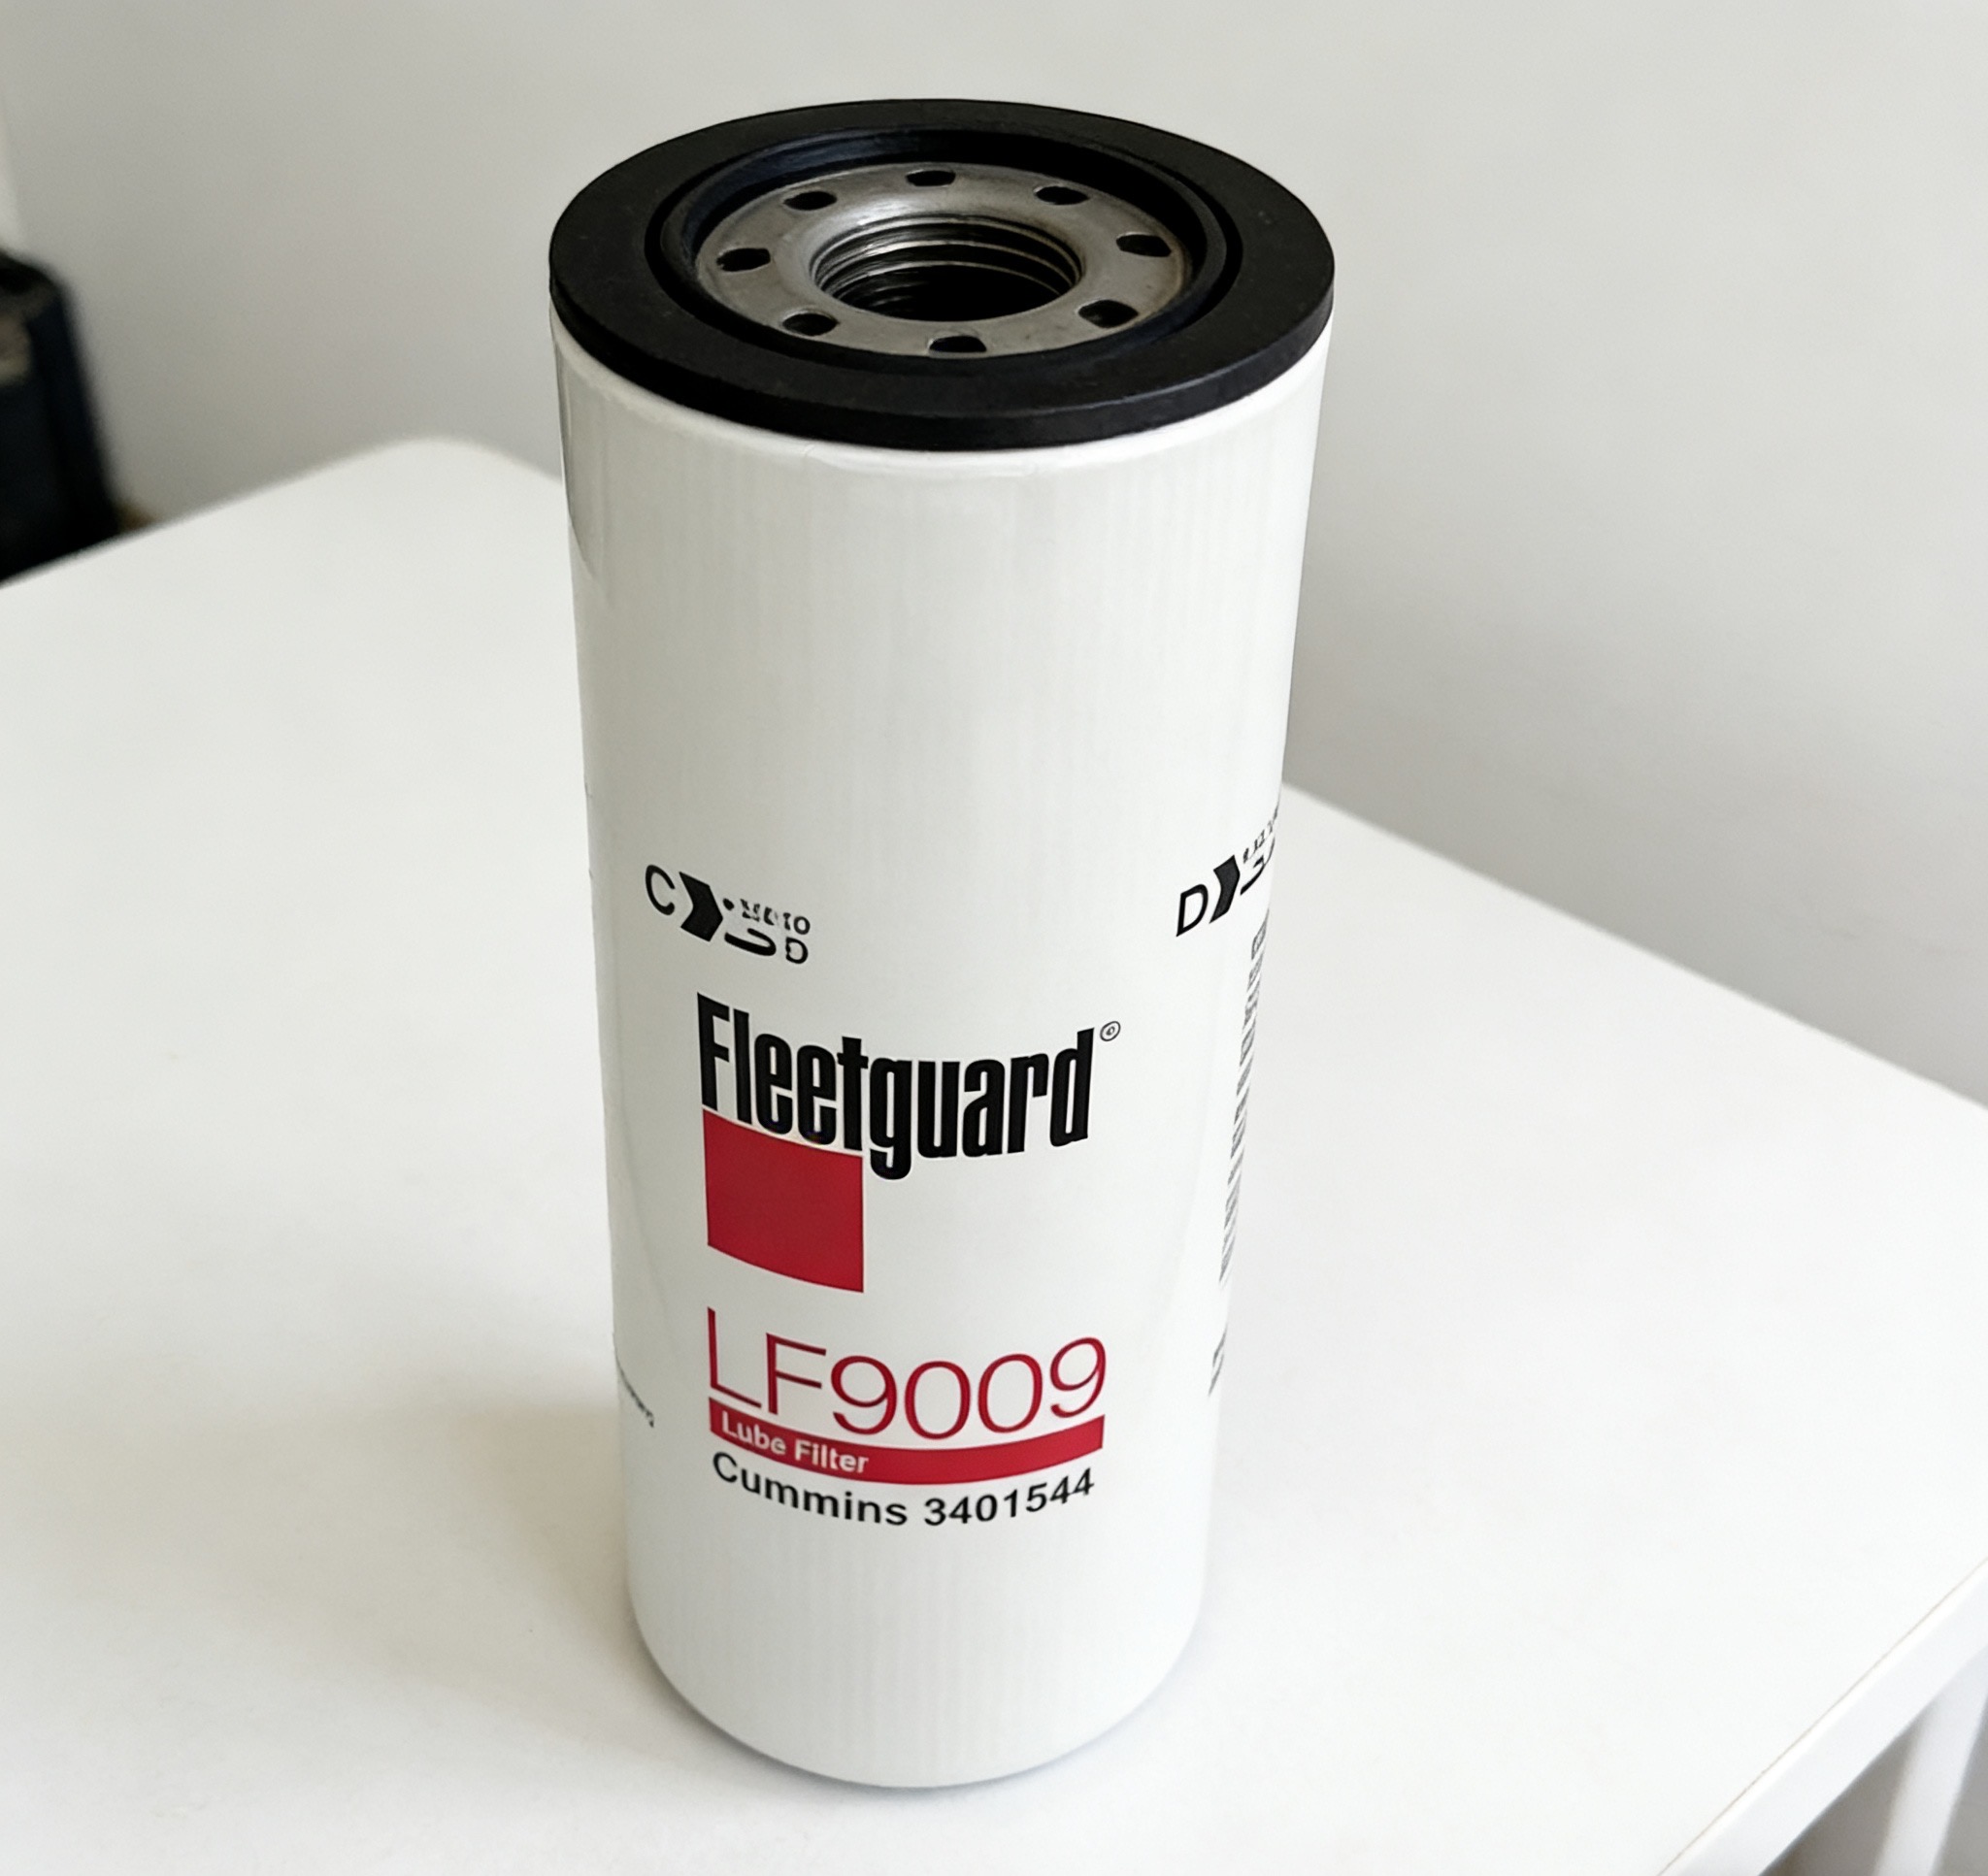 Fleetguard®
LF9009
Lube Filter
Cummins 3401544